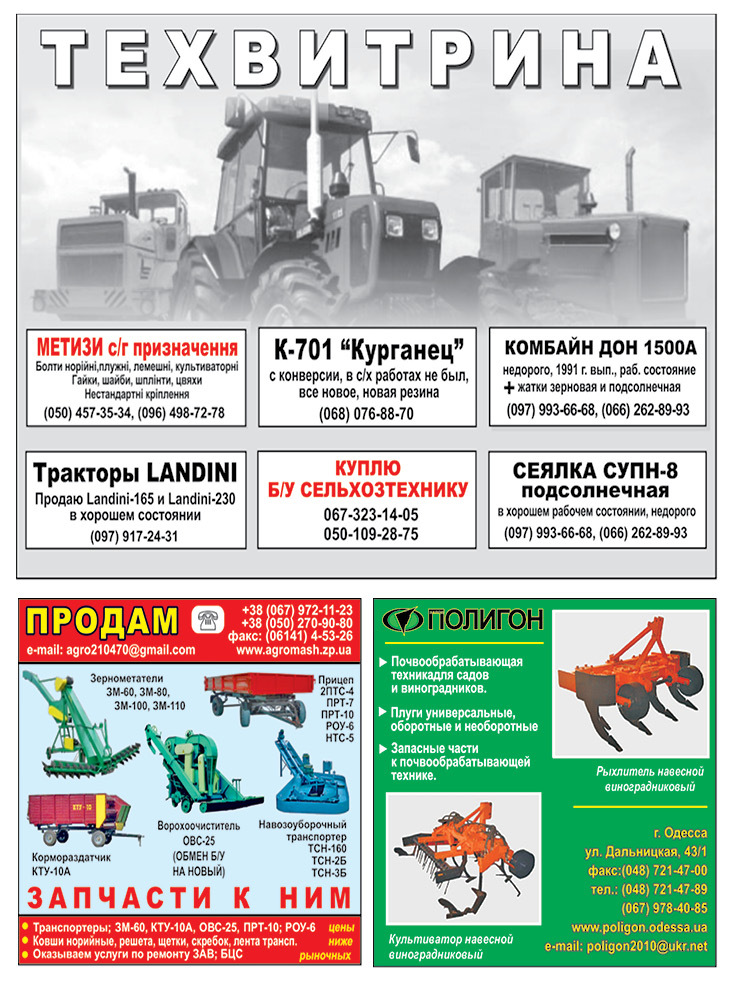 ТЕХВИТРИНА
МЕТИЗИ с/г призначення
Болти норійні,плужні, лемешні, культиваторні
Гайки, шайби, шплінти, цвяхи
Нестандартні кріплення
(050) 457-35-34, (096) 498-72-78
К-701 “Курганец”
с конверсии, в с/х работах не был,
все новое, новая резина
(068) 076-88-70
КОМБАЙН ДОН 1500А
недорого, 1991 г. вып., раб. состояние
+ жатки зерновая и подсолнечная
(097) 993-66-68, (066) 262-89-93
Тракторы LANDINI
Продаю Landini-165 и Landini-230
в хорошем состоянии
(097) 917-24-31
КУПЛЮ
Б/У СЕЛЬХОЗТЕХНИКУ
067-323-14-05
050-109-28-75
СЕЯЛКА СУПН-8
подсолнечная
в хорошем рабочем состоянии, недорого
(097) 993-66-68, (066) 262-89-93
ПРОДАМ
e-mail: agro210470@gmail.com
+38 (067) 972-11-23
+38 (050) 270-90-80
факс: (06141) 4-53-26
www.agromash.zp.ua
Зернометатели
ЗМ-60, ЗМ-80,
ЗМ-100, ЗМ-110
Прицеп
2ПТС-4
ПРТ-7
ПРТ-10
РОУ-6
НТС-5
КТУ-10
Кормораздатчик
КТУ-10А
Ворохоочиститель
ОВС-25
(ОБМЕН Б/У
НА НОВЫЙ)
Навозуборочный
транспортер
ТСН-160
ТСН-2Б
ТСН-3Б
ЗАПЧАСТИ К НИМ
• Транспортеры; ЗМ-60, КТУ-10А, ОВС-25, ПРТ-10; РОУ-6
• Ковши норийные, решета, щетки, скребок, лента трансп.
• Оказываем услуги по ремонту ЗАВ; БЦС
цены
ниже
рыночных
ПОЛИГОН
Почвообрабатывающая
техникадля садов
и виноградников.
Плуги универсальные,
оборотные и необоротные
Запасные части
к почвообрабатывающей
технике.
Рыхлитель навесной
виноградниковый
Культиватор навесной
виноградниковый
г. Одесса
ул. Дальницкая, 43/1
факс:(048) 721-47-00
тел.: (048) 721-47-89
(067) 978-40-85
www.poligon.odessa.ua
e-mail: poligon2010@ukr.net